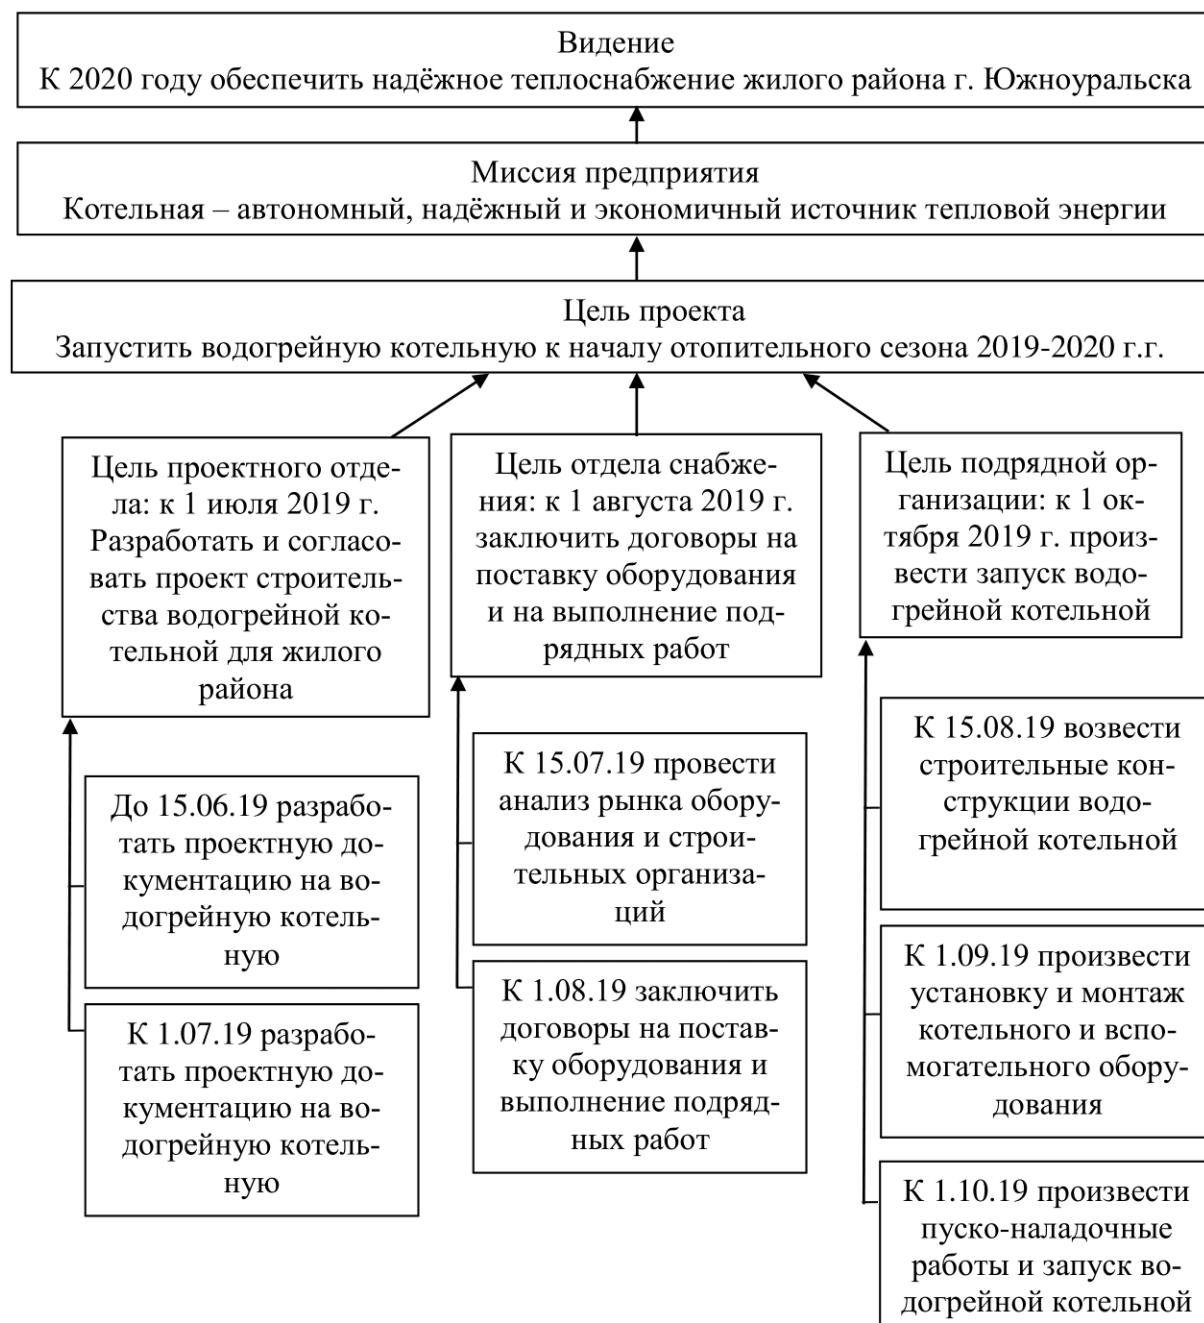 Видение
К 2020 году обеспечить надёжное теплоснабжение жилого района г. Южноуральска
Миссия предприятия
Котельная – автономный, надёжный и экономичный источник тепловой энергии
Цель проекта
Запустить водогрейную котельную к началу отопительного сезона 2019-2020 г.г.
Цель проектного отде-
ла: к 1 июля 2019 г.
Разработать и согласо-
вать проект строитель-
ства водогрейной ко-
тельной для жилого
района
До 15.06.19 разрабо-
тать проектную до-
кументацию на во-
догрейную котель-
ную
К 1.07.19 разрабо-
тать проектную до-
кументацию на во-
догрейную котель-
ную
Цель отдела снабже-
ния: к 1 августа 2019 г.
заключить договоры на
поставку оборудования
и на выполнение под-
рядных работ
К 15.07.19 провести
анализ рынка обору-
дования и строи-
тельных организа-
ций
К 1.08.19 заключить
договоры на постав-
ку оборудования и
выполнение подряд-
ных работ
Цель подрядной ор-
ганизации: к 1 ок-
тября 2019 г. произ-
вести запуск водо-
грейной котельной
К 15.08.19 возвести
строительные кон-
струкции водо-
грейной котельной
К 1.09.19 произвести
установку и монтаж
котельного и вспо-
могательного обору-
дования
К 1.10.19 произвести
пуско-наладочные
работы и запуск во-
догрейной котельной